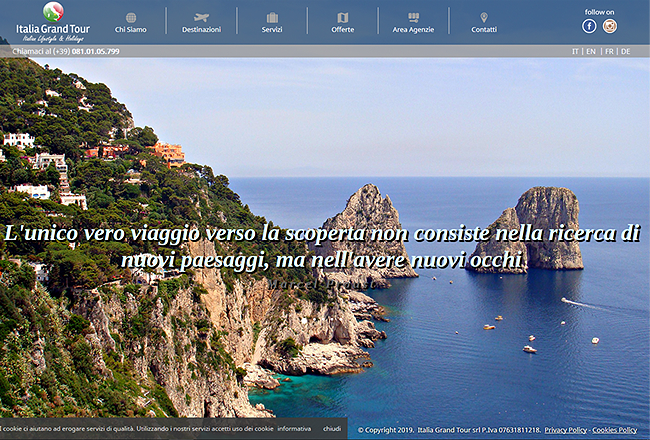 Italia Grand Tour
Italian Lifestyle & Holidays
Chi Siamo
Destinazioni
Servizi
Offerte
Area Agenzie
Contatti
follow on
Chiamaci al (+39) 081.01.05.799
IT | EN | FR | DE
L'unico vero viaggio verso la scoperta non consiste nella ricerca di
nuovi paesaggi, ma nell'avere nuovi occhi
Marcel Proust
I cookie ci aiutano ad erogare servizi di qualità. Utilizzando i nostri servizi accetti uso dei cookie informativa chiudi
© Copyright 2019. Italia Grand Tour srl P.Iva 07631811218. Privacy Policy - Cookies Policy